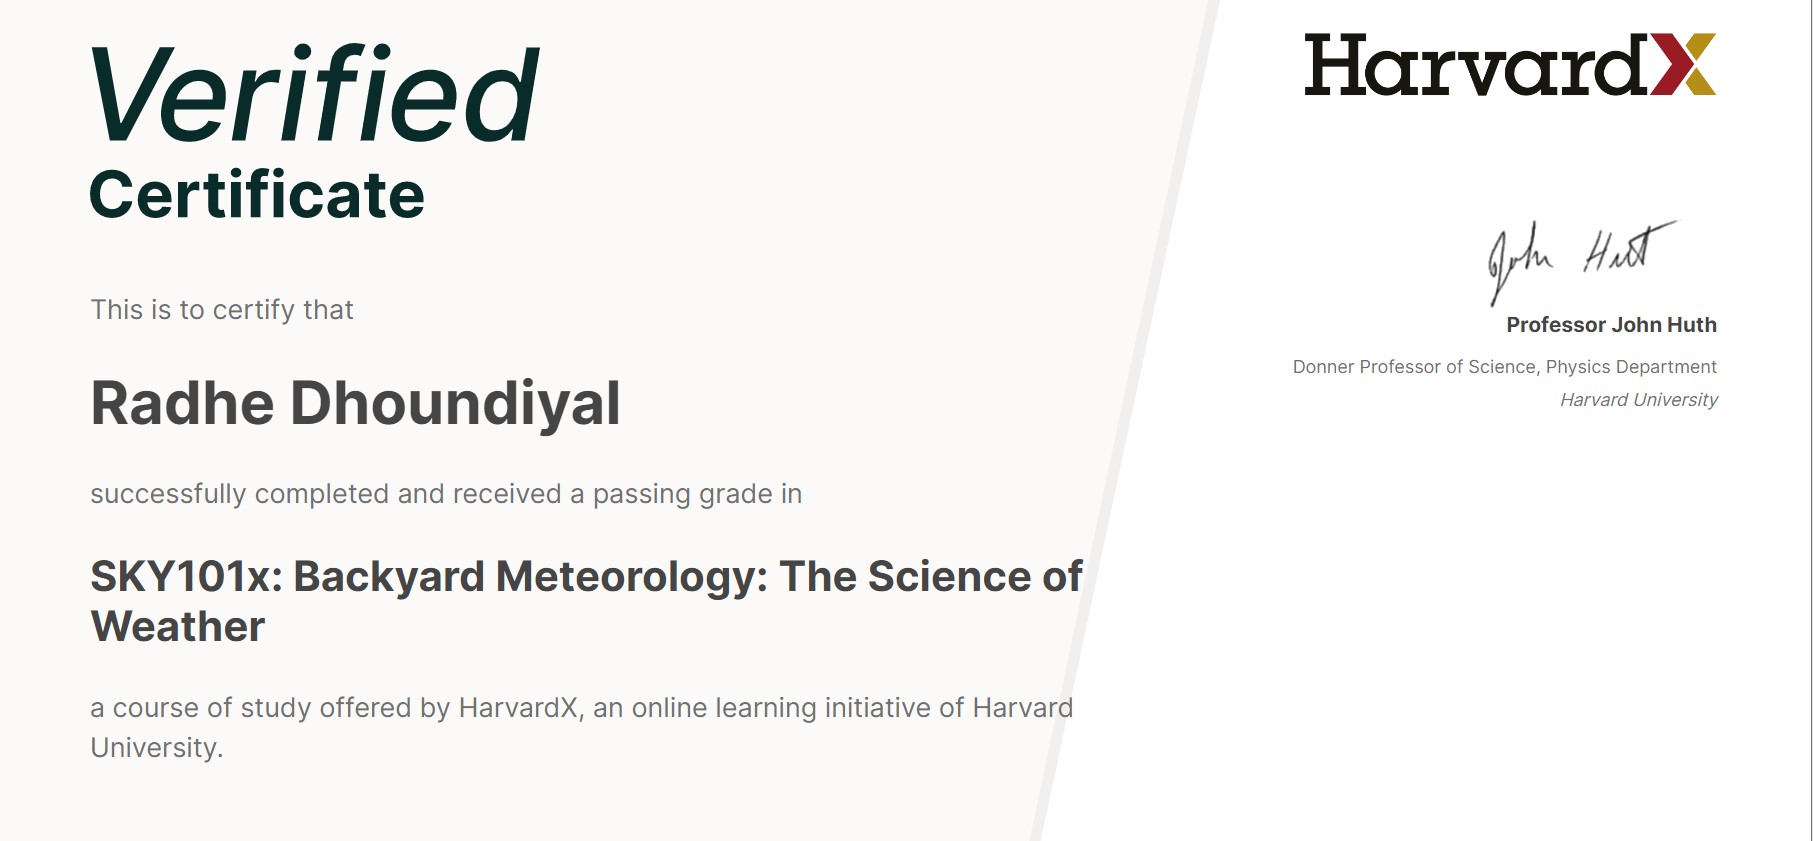 Verified
Certificate
This is to certify that
Radhe Dhoundiyal
successfully completed and received a passing grade in
SKY101x: Backyard Meteorology: The Science of
Weather
a course of study offered by HarvardX, an online learning initiative of Harvard
University.
HarvardX
John Huth
Professor John Huth
Donner Professor of Science, Physics Department
Harvard University